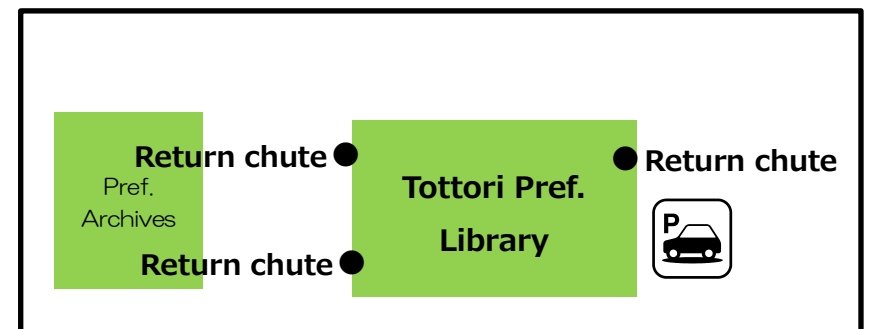 Return chute
Return chute
Pref.
Archives
Tottori Pref.
Library
P
Return chute